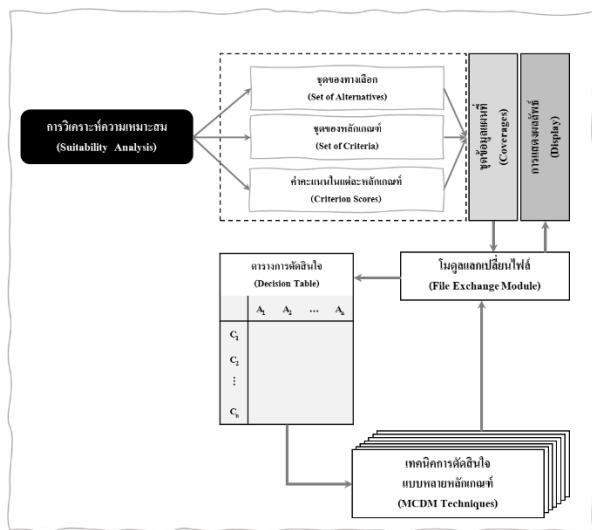 ชุดของทางเลือก
(Set of Alternatives)
การวิเคราะห์ความเหมาะสม
(Suitability Analysis)
ชุดของหลักเกณฑ์
(Set of Criteria)
ค่าคะแนนในแต่ละหลักเกณฑ์
(Criterion Scores)
ชุดข้อมูลแผนที่
(Coverages)
การแสดงผลลัพธ์
(Display)
ตารางการตัดสินใจ
(Decision Table)
A₁ A₂ ... Aₙ
C₁
C₂
⋮
Cₙ
โมดูลแลกเปลี่ยนไฟล์
(File Exchange Module)
เทคนิคการตัดสินใจ
แบบหลายหลักเกณฑ์
(MCDM Techniques)